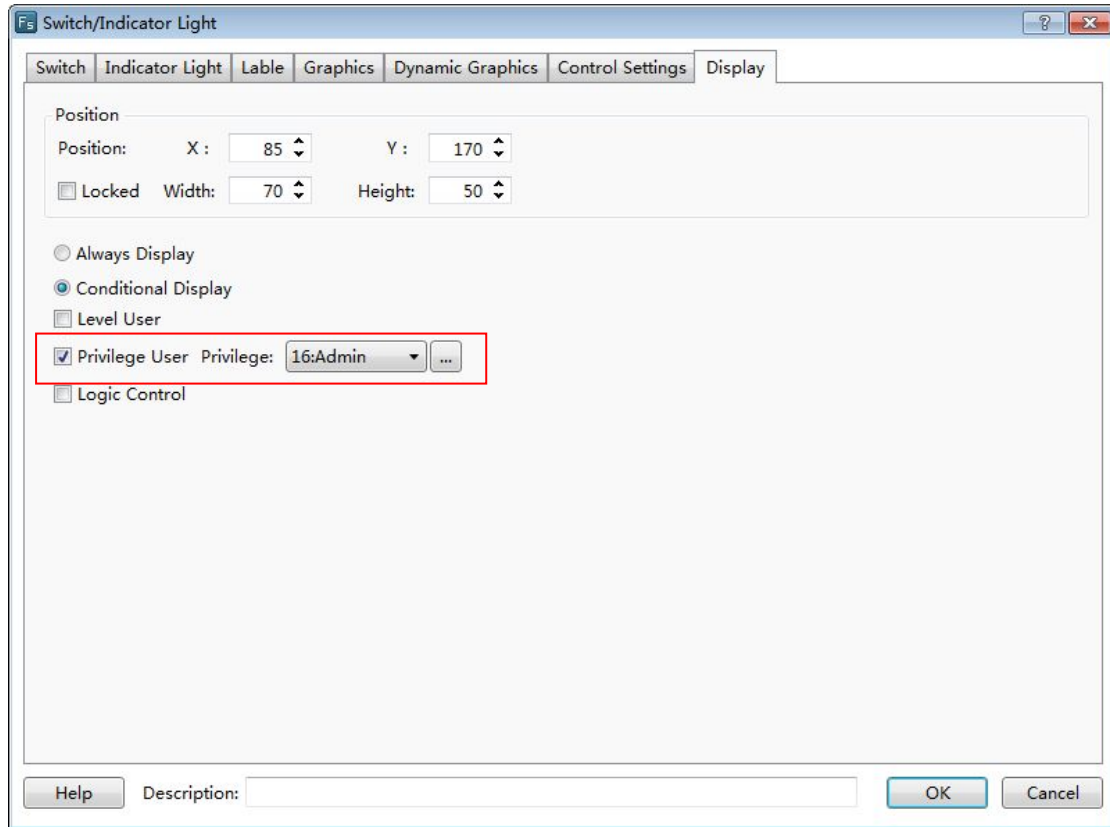 Fs Switch/Indicator Light ?
Switch Indicator Light Lable Graphics Dynamic Graphics Control Settings Display
Position
Position: X : 85 Y : 170
Locked Width: 70 Height: 50
Always Display
Conditional Display
Level User
Privilege User Privilege: 16:Admin ...
Logic Control
Help Description: OK Cancel